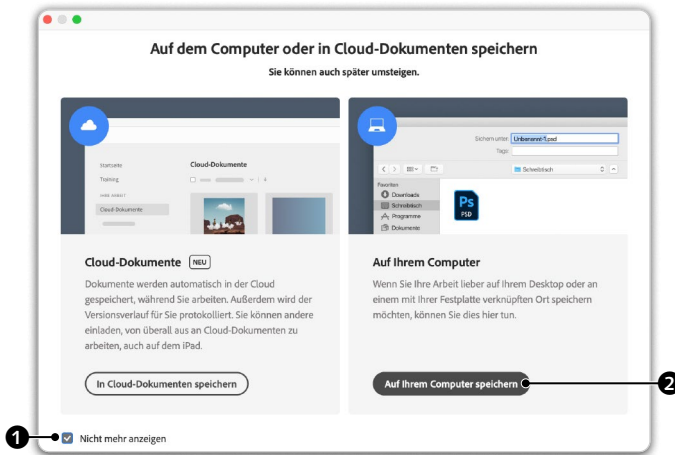 Auf dem Computer oder in Cloud-Dokumenten speichern
Sie können auch später umsteigen.
Startseite
Training
IHRE ARBEIT
Cloud-Dokumente
Cloud-Dokumente
Sichern unter: Unbenannt-1.psd
Tags:
Schreibtisch
Favoriten
Downloads
Schreibtisch
Programme
Dokumente
Ps
PSD
Cloud-Dokumente NEU
Dokumente werden automatisch in der Cloud
gespeichert, während Sie arbeiten. Außerdem wird der
Versionsverlauf für Sie protokolliert. Sie können andere
einladen, von überall aus an Cloud-Dokumenten zu
arbeiten, auch auf dem iPad.
In Cloud-Dokumenten speichern
Auf Ihrem Computer
Wenn Sie Ihre Arbeit lieber auf Ihrem Desktop oder an
einem mit Ihrer Festplatte verknüpften Ort speichern
möchten, können Sie dies hier tun.
Auf Ihrem Computer speichern
2
1
Nicht mehr anzeigen